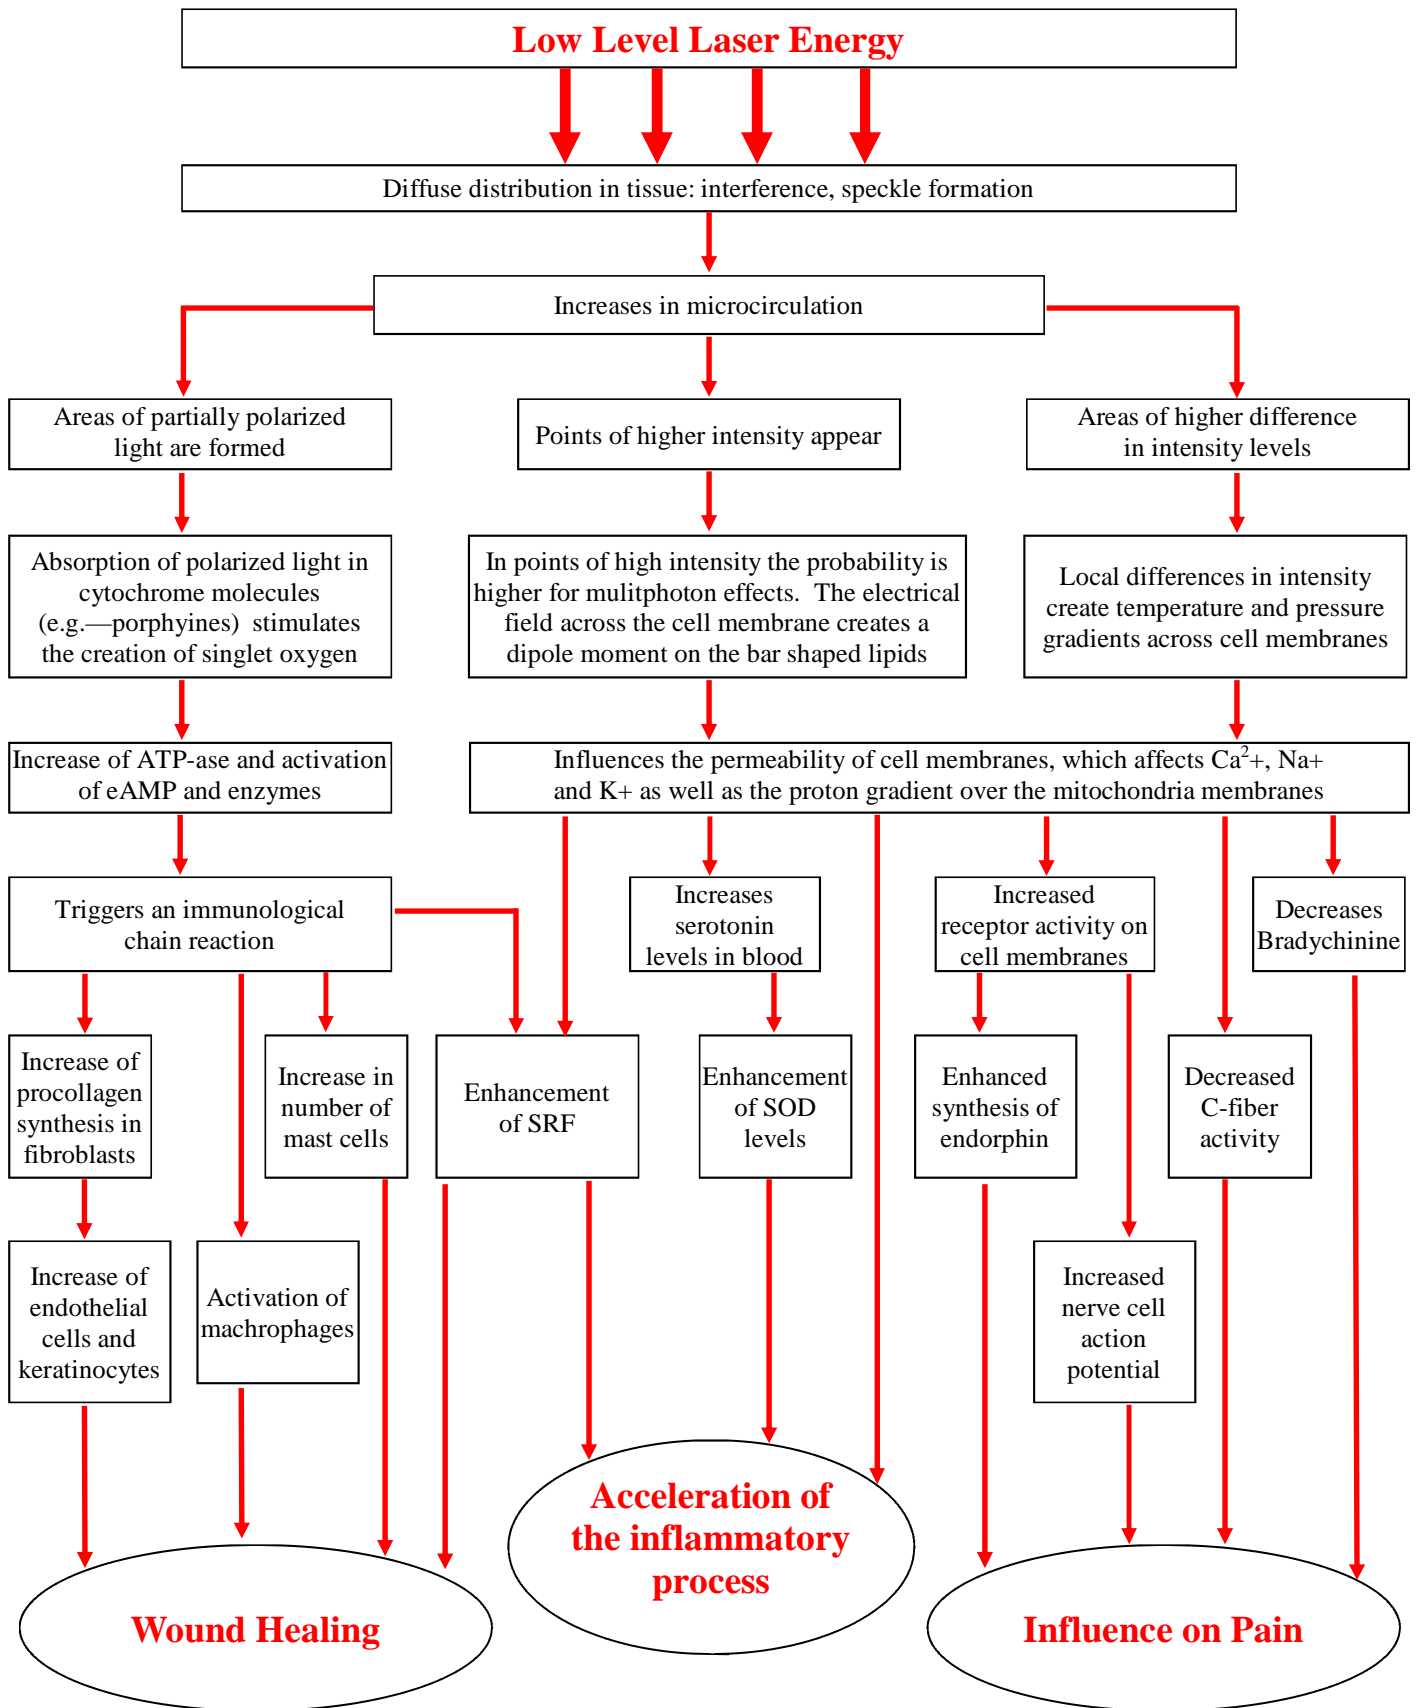 Low Level Laser Energy
Diffuse distribution in tissue: interference, speckle formation
Increases in microcirculation
Areas of partially polarized
light are formed
Points of higher intensity appear
Areas of higher difference
in intensity levels
Absorption of polarized light in
cytochrome molecules
(e.g.—porphyines) stimulates
the creation of singlet oxygen
In points of high intensity the probability is
higher for mulitphoton effects. The electrical
field across the cell membrane creates a
dipole moment on the bar shaped lipids
Local differences in intensity
create temperature and pressure
gradients across cell membranes
Increase of ATP-ase and activation
of eAMP and enzymes
Influences the permeability of cell membranes, which affects Ca²+, Na+
and K+ as well as the proton gradient over the mitochondria membranes
Triggers an immunological
chain reaction
Increases
serotonin
levels in blood
Increased
receptor activity on
cell membranes
Decreases
Bradychinine
Increase of
procollagen
synthesis in
fibroblasts
Increase in
number of
mast cells
Enhancement
of SRF
Enhancement
of SOD
levels
Enhanced
synthesis of
endorphin
Decreased
C-fiber
activity
Increase of
endothelial
cells and
keratinocytes
Activation of
machrophages
Increased
nerve cell
action
potential
Acceleration of
the inflammatory
process
Wound Healing
Influence on Pain